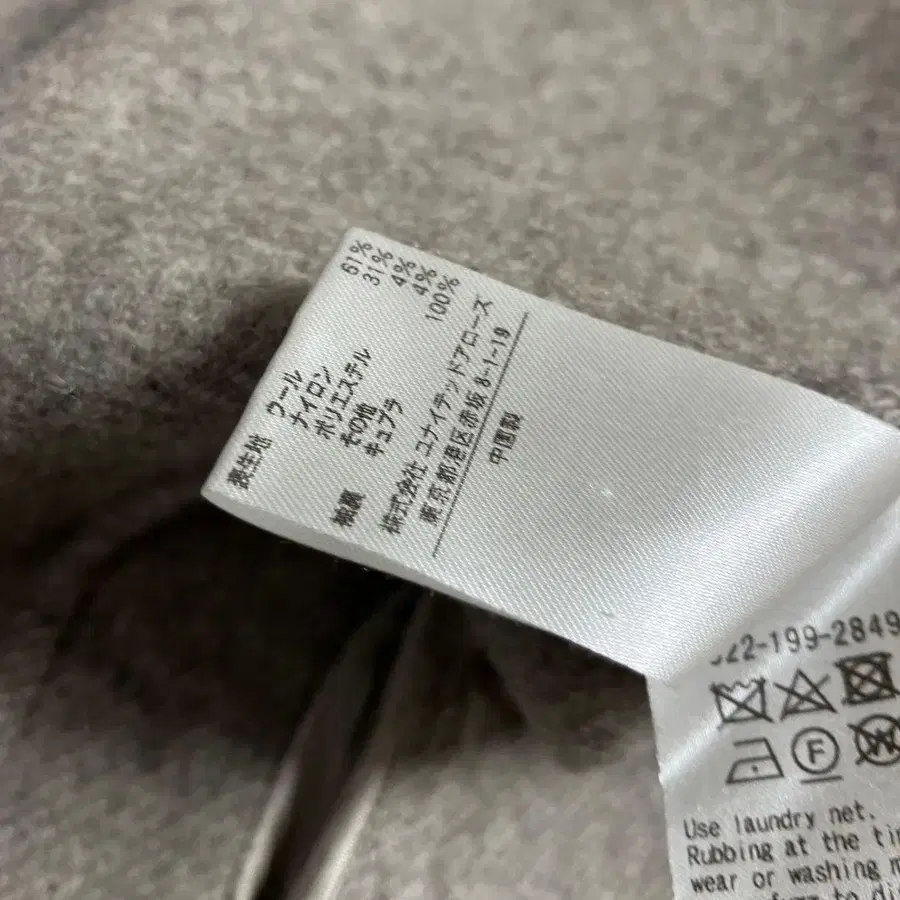 表生地 ウール 61%
ナイロン 31%
ポリエステル 4%
その他 4%
裏地 キュプラ 100%
株式会社 ユナイテッドアローズ
東京都港区赤坂 8-1-19
中国製
22-199-2849
F
W
Use laundry net.
Rubbing at the
wear or washing
to